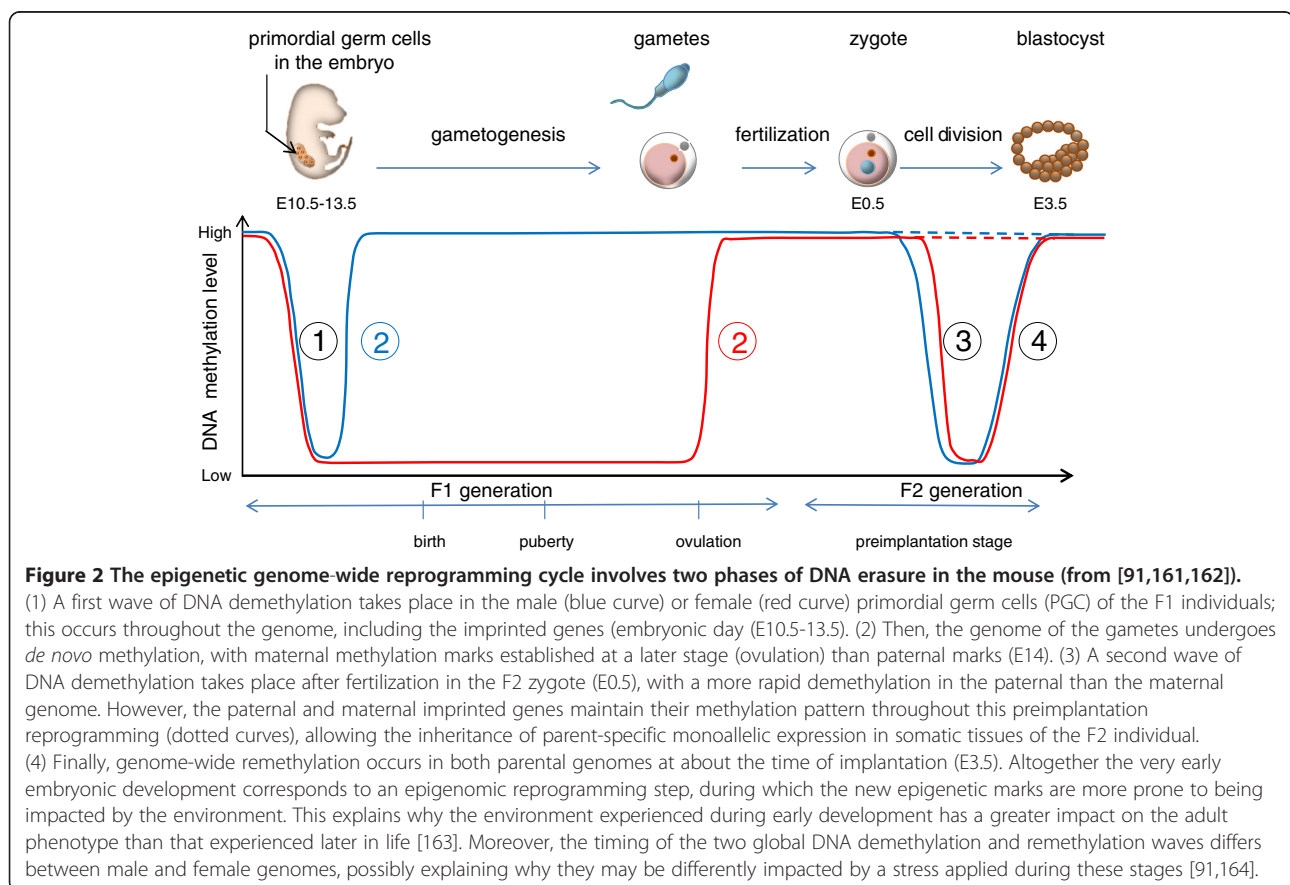 primordial germ cells
in the embryo
gametes
zygote
blastocyst
gametogenesis
fertilization
cell division
E10.5-13.5
E0.5
E3.5
High
DNA methylation level
Low
1
2
2
3
4
F1 generation
F2 generation
birth
puberty
ovulation
preimplantation stage
Figure 2 The epigenetic genome-wide reprogramming cycle involves two phases of DNA erasure in the mouse (from [91,161,162]).
(1) A first wave of DNA demethylation takes place in the male (blue curve) or female (red curve) primordial germ cells (PGC) of the F1 individuals;
this occurs throughout the genome, including the imprinted genes (embryonic day (E10.5-13.5). (2) Then, the genome of the gametes undergoes
de novo methylation, with maternal methylation marks established at a later stage (ovulation) than paternal marks (E14). (3) A second wave of
DNA demethylation takes place after fertilization in the F2 zygote (E0.5), with a more rapid demethylation in the paternal than the maternal
genome. However, the paternal and maternal imprinted genes maintain their methylation pattern throughout this preimplantation
reprogramming (dotted curves), allowing the inheritance of parent-specific monoallelic expression in somatic tissues of the F2 individual.
(4) Finally, genome-wide remethylation occurs in both parental genomes at about the time of implantation (E3.5). Altogether the very early
embryonic development corresponds to an epigenomic reprogramming step, during which the new epigenetic marks are more prone to being
impacted by the environment. This explains why the environment experienced during early development has a greater impact on the adult
phenotype than that experienced later in life [163]. Moreover, the timing of the two global DNA demethylation and remethylation waves differs
between male and female genomes, possibly explaining why they may be differently impacted by a stress applied during these stages [91,164].